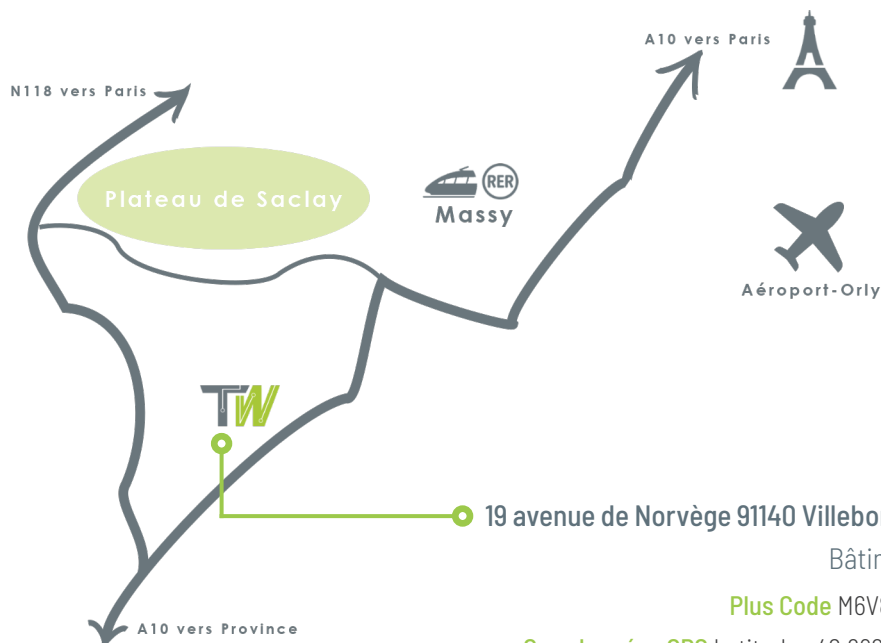 A10 vers Paris
N118 vers Paris
RER
Plateau de Saclay
Massy
Aéroport-Orly
TW
19 avenue de Norvège 91140
Plus Code
A10 vers Province